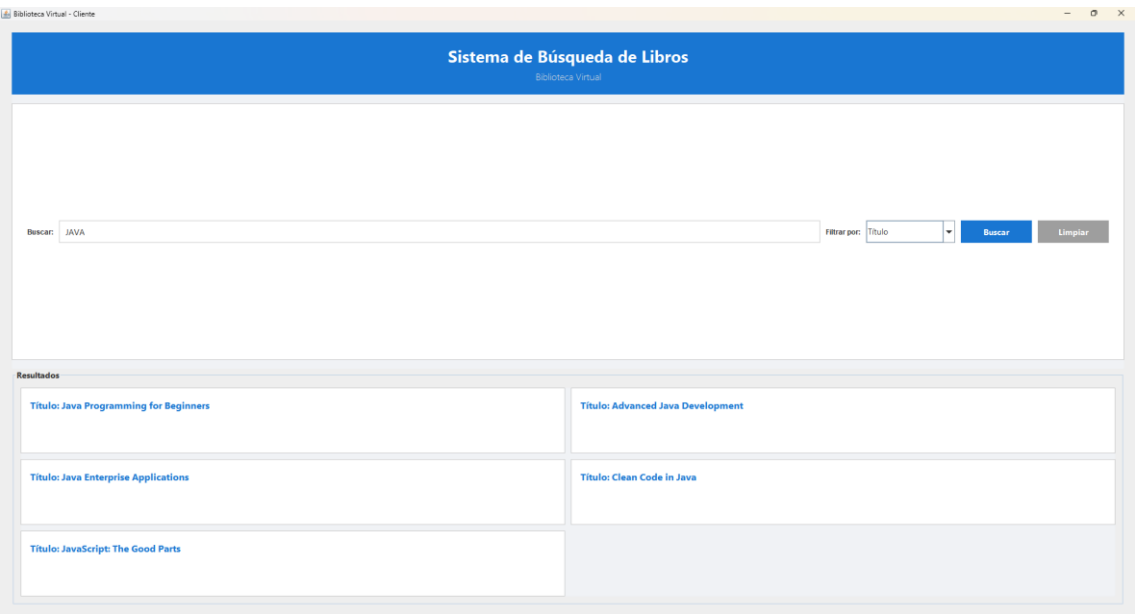 Biblioteca Virtual - Cliente
Sistema de Búsqueda de Libros
Biblioteca Virtual
Buscar: JAVA Filtrar por: Título Buscar Limpiar
Resultados
Título: Java Programming for Beginners
Título: Advanced Java Development
Título: Java Enterprise Applications
Título: Clean Code in Java
Título: JavaScript: The Good Parts